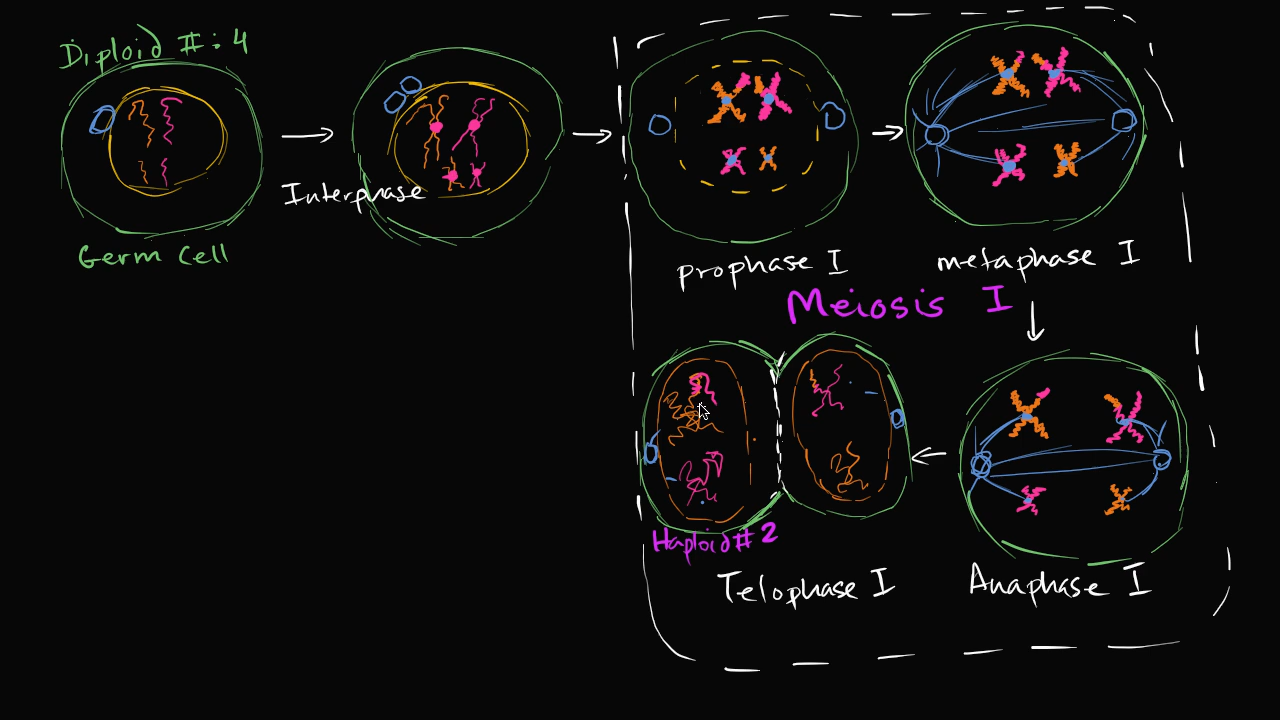 Diploid #: 4
Germ Cell
Interphase
prophase I
metaphase I
Meiosis I
Haploid # 2
Telophase I
Anaphase I